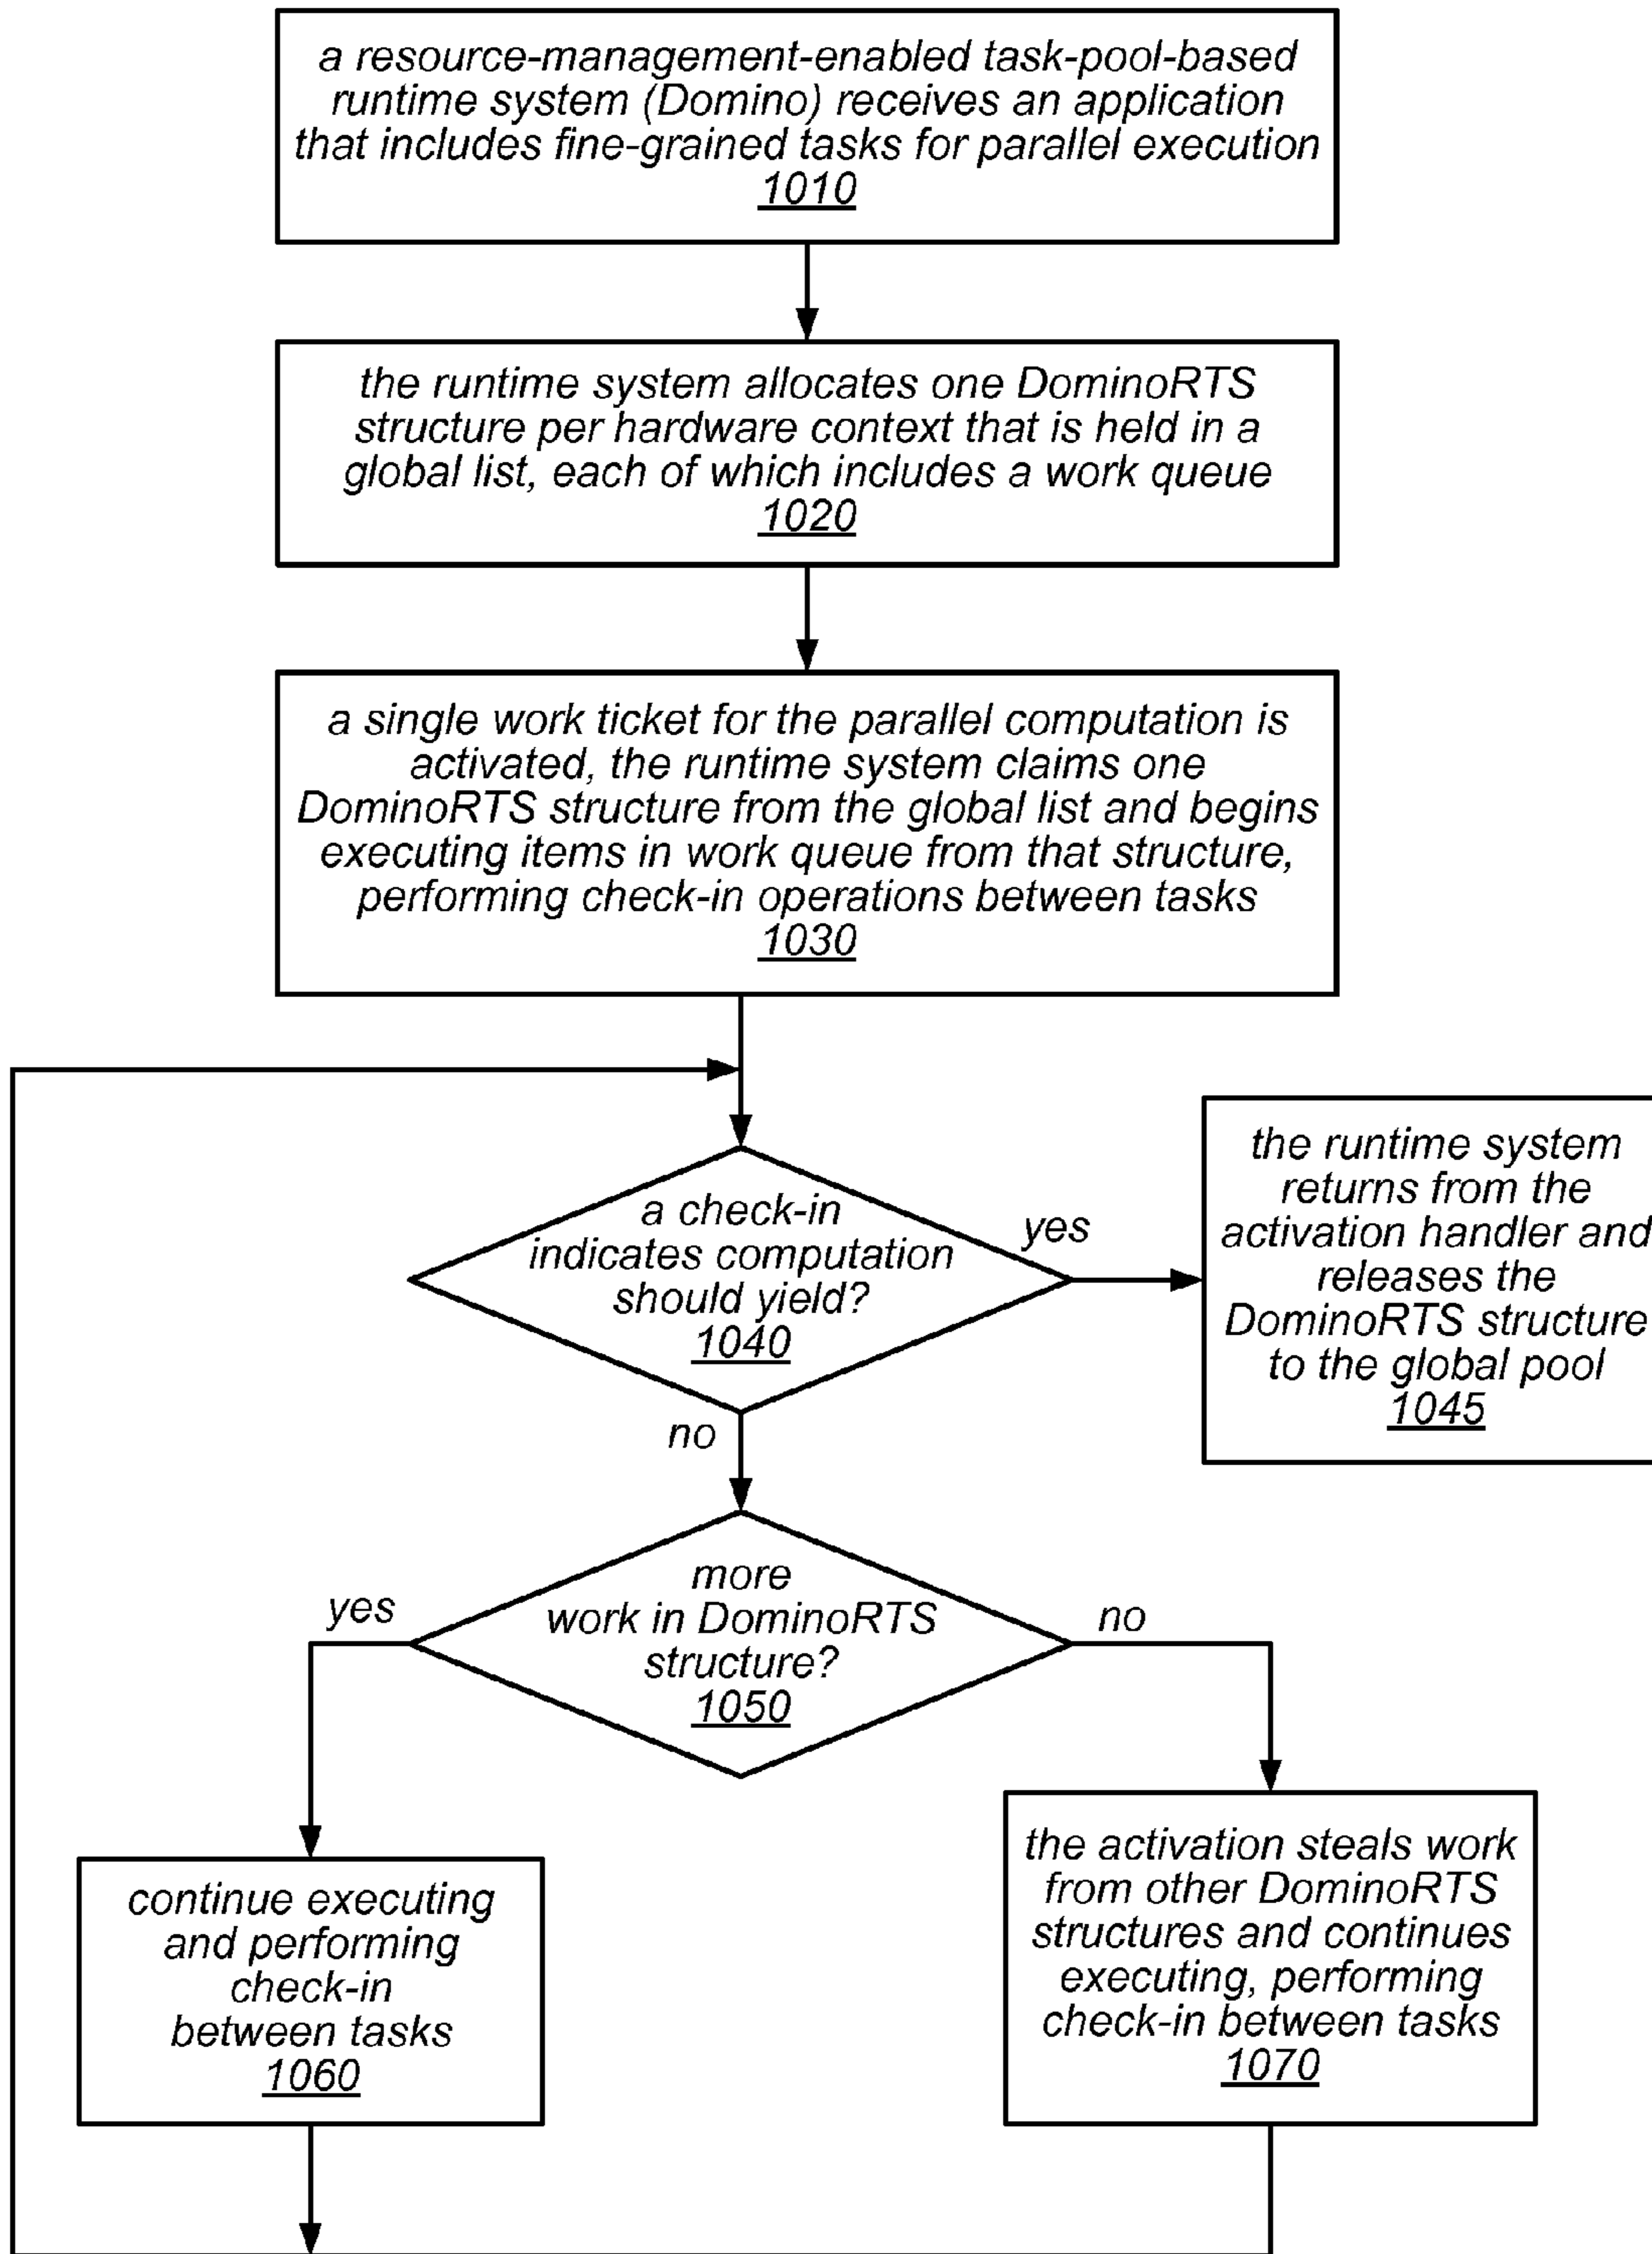 a resource-management-enabled task-pool-based
runtime system (Domino) receives an application
that includes fine-grained tasks for parallel execution
1010
the runtime system allocates one DominoRTS
structure per hardware context that is held in a
global list, each of which includes a work queue
1020
a single work ticket for the parallel computation is
activated, the runtime system claims one
DominoRTS structure from the global list and begins
executing items in work queue from that structure,
performing check-in operations between tasks
1030
a check-in
indicates computation
should yield?
1040
yes
the runtime system
returns from the
activation handler and
releases the
DominoRTS structure
to the global pool
1045
no
more
work in DominoRTS
structure?
1050
yes
no
continue executing
and performing
check-in
between tasks
1060
the activation steals work
from other DominoRTS
structures and continues
executing, performing
check-in between tasks
1070